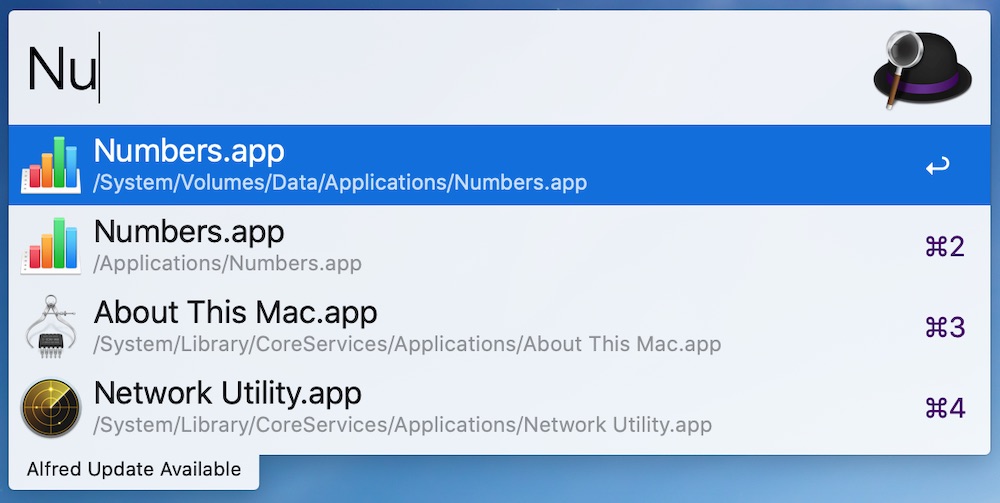 Nu
Numbers.app
/System/Volumes/Data/Applications/Numbers.app
↩
Numbers.app
/Applications/Numbers.app
⌘2
About This Mac.app
/System/Library/CoreServices/Applications/About This Mac.app
⌘3
Network Utility.app
/System/Library/CoreServices/Applications/Network Utility.app
⌘4
Alfred Update Available